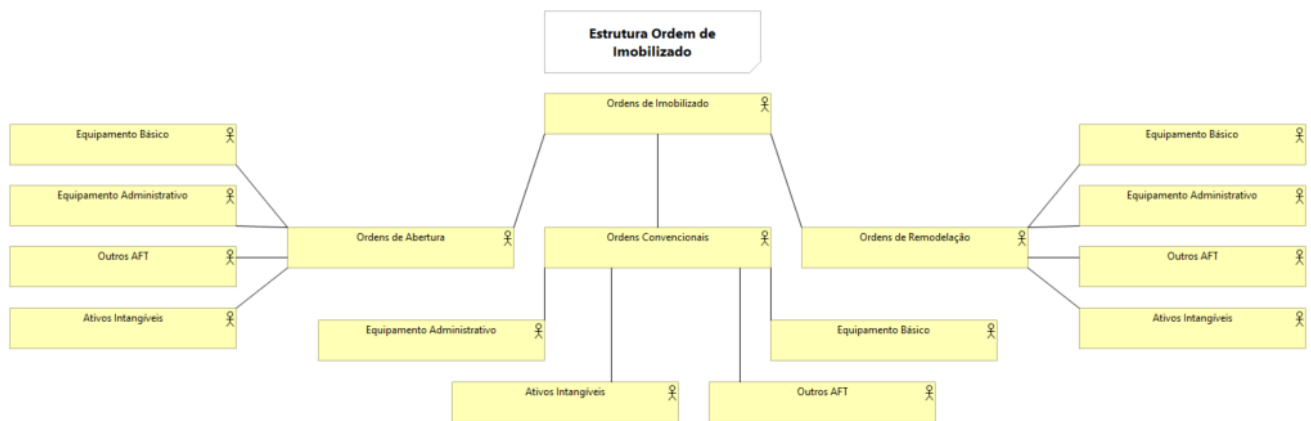 Estrutura Ordem de
Imobilizado
Ordens de Imobilizado
Equipamento Básico
Equipamento Administrativo
Outros AFT
Ativos Intangíveis
Ordens de Abertura
Ordens Convencionais
Ordens de Remodelação
Equipamento Básico
Equipamento Administrativo
Outros AFT
Ativos Intangíveis
Equipamento Administrativo
Equipamento Básico
Ativos Intangíveis
Outros AFT